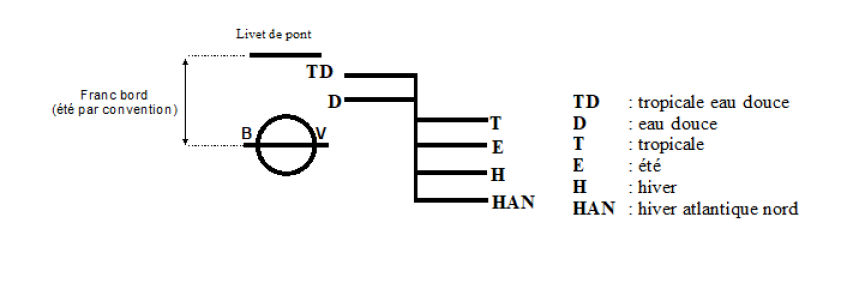 Livet de pont
TD
Franc bord
(été par convention)
D
B V
T
E
H
HAN
TD : tropicale eau douce
D : eau douce
T : tropicale
E : été
H : hiver
HAN : hiver atlantique nord